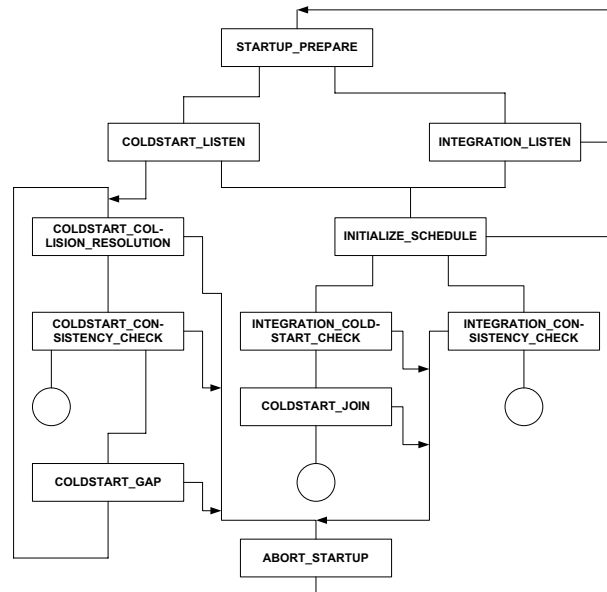 STARTUP_PREPARE
COLDSTART_LISTEN
INTEGRATION_LISTEN
COLDSTART_COL-
LISION_RESOLUTION
INITIALIZE_SCHEDULE
COLDSTART_CON-
SISTENCY_CHECK
INTEGRATION_COLD-
START_CHECK
INTEGRATION_CON-
SISTENCY_CHECK
COLDSTART_JOIN
COLDSTART_GAP
ABORT_STARTUP